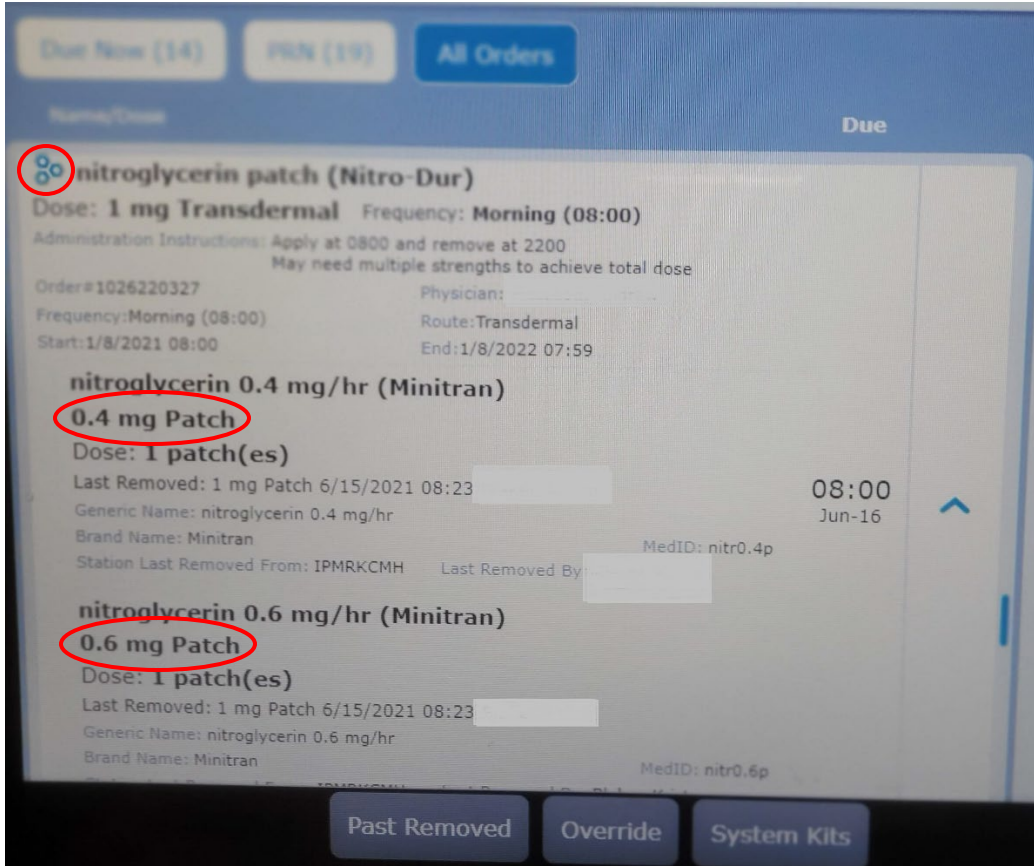 Due Now (14) PRN (19) All Orders
Name/Dose Due
nitroglycerin patch (Nitro-Dur)
Dose: 1 mg Transdermal Frequency: Morning (08:00)
Administration Instructions: Apply at 0800 and remove at 2200
May need multiple strengths to achieve total dose
Order#1026220327 Physician:
Frequency:Morning (08:00) Route:Transdermal
Start:1/8/2021 08:00 End:1/8/2022 07:59
nitroglycerin 0.4 mg/hr (Minitran)
0.4 mg Patch
Dose: 1 patch(es)
Last Removed: 1 mg Patch 6/15/2021 08:23
08:00
Generic Name: nitroglycerin 0.4 mg/hr
Jun-16
Brand Name: Minitran MedID: nitr0.4p
Station Last Removed From: IPMRKCMH Last Removed By
nitroglycerin 0.6 mg/hr (Minitran)
0.6 mg Patch
Dose: 1 patch(es)
Last Removed: 1 mg Patch 6/15/2021 08:23
Generic Name: nitroglycerin 0.6 mg/hr
Brand Name: Minitran MedID: nitr0.6p
Past Removed Override System Kits